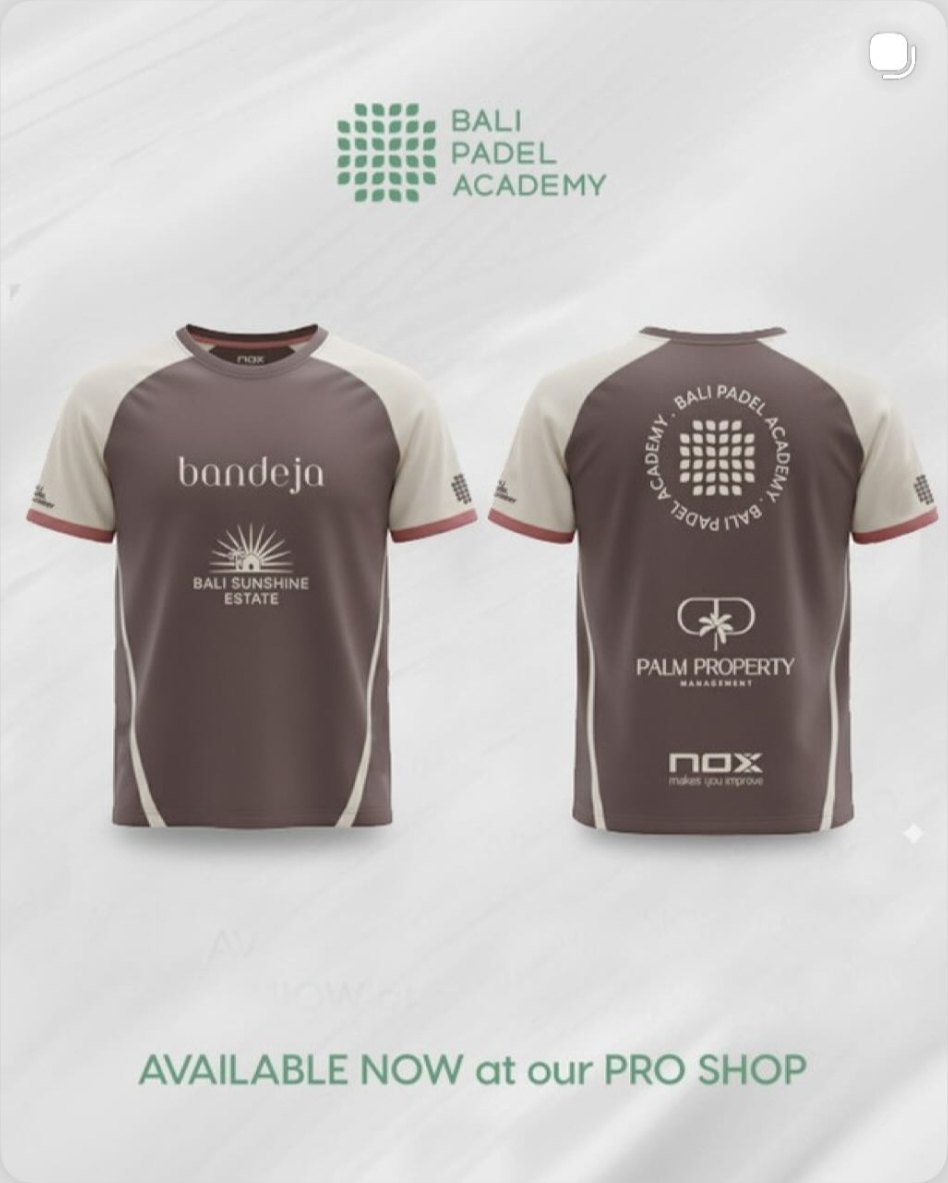 BALI
PADEL
ACADEMY
nox
bandeja
BALI SUNSHINE
ESTATE
BALI PADEL ACADEMY . BALI PADEL ACADEMY .
PALM PROPERTY
MANAGEMENT
nox
makes you improve
AVAILABLE NOW at our PRO SHOP